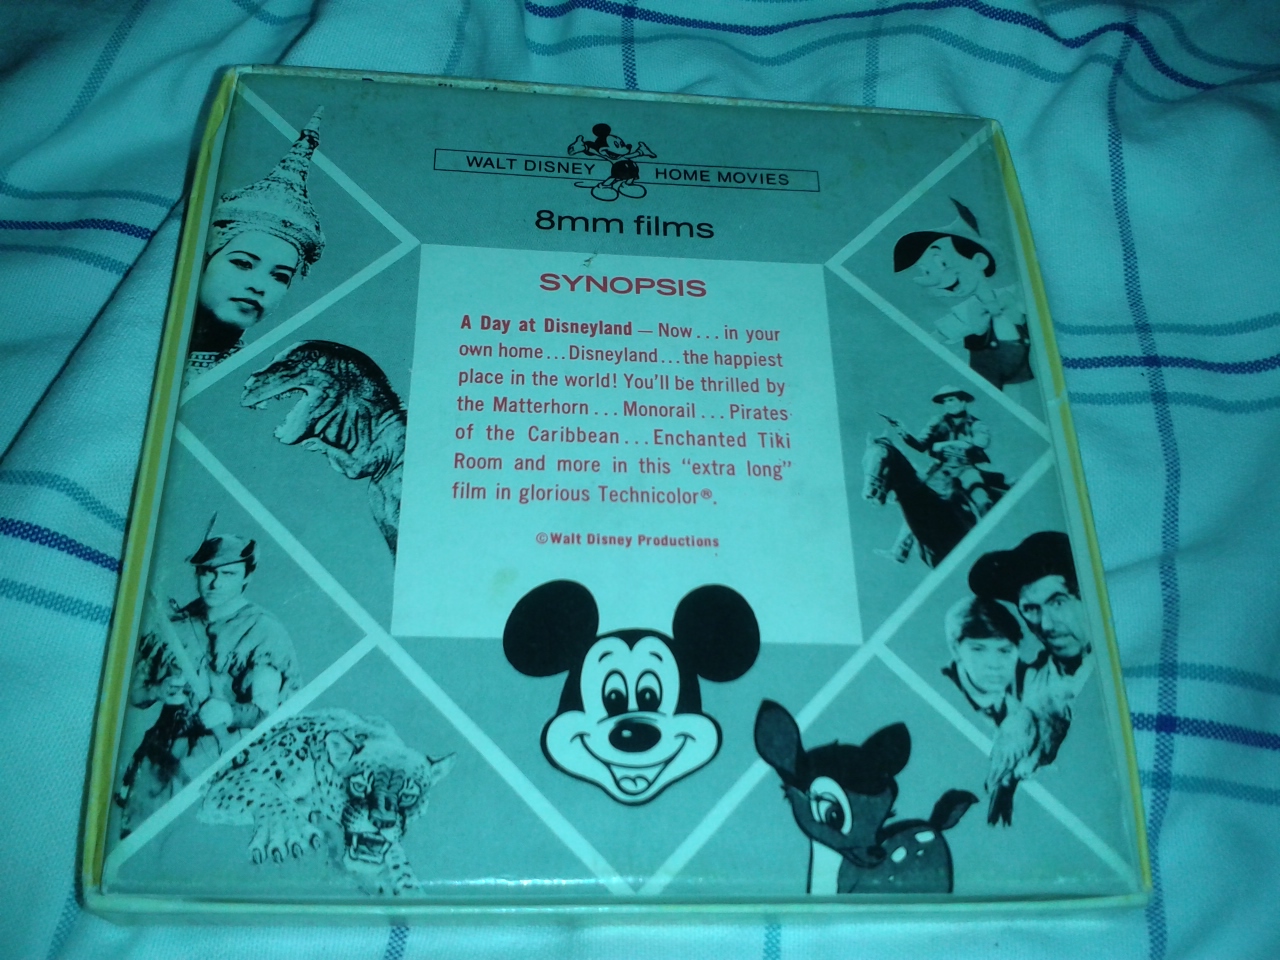 WALT DISNEY HOME MOVIES
8mm films
SYNOPSIS
A Day at Disneyland — Now...in your
own home...Disneyland...the happiest
place in the world! You'll be thrilled by
the Matterhorn...Monorail...Pirates
of the Caribbean...Enchanted Tiki
Room and more in this “extra long”
film in glorious Technicolor®.
©Walt Disney Productions